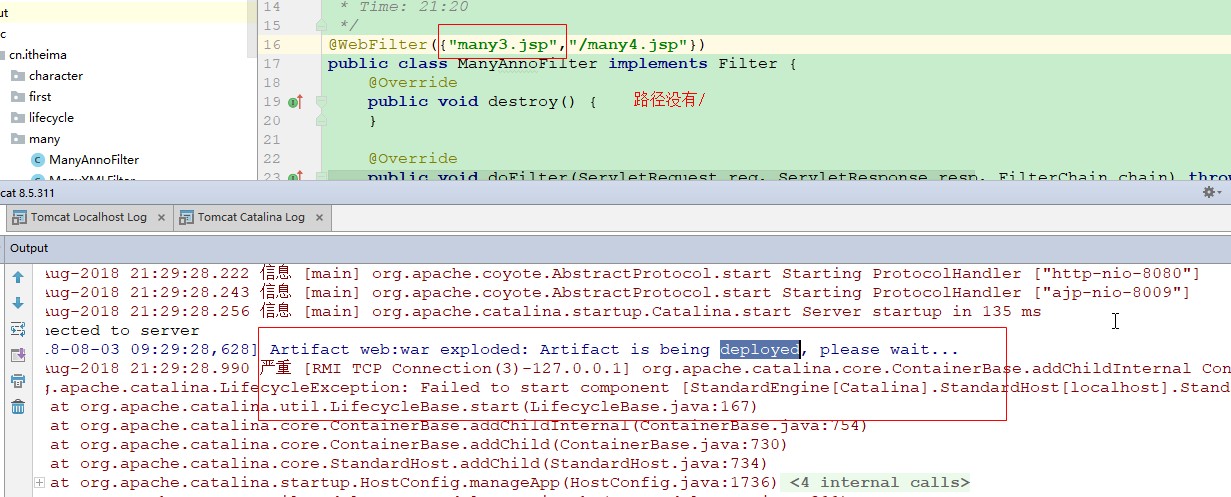 ut
c
cn.itheima
character
first
lifecycle
many
ManyAnnoFilter
14 * Time: 21:20
15 */
16 @WebFilter({"many3.jsp","/many4.jsp"})
17 public class ManyAnnoFilter implements Filter {
18 @Override
19 public void destroy() { 路径没有/
20 }
21
22 @Override
23 public void doFilter(ServletRequest req, ServletResponse resp, FilterChain chain) throw
cat 8.5.311
Tomcat Localhost Log × Tomcat Catalina Log ×
Output
Aug-2018 21:29:28.222 信息 [main] org.apache.coyote.AbstractProtocol.start Starting ProtocolHandler ["http-nio-8080"]
Aug-2018 21:29:28.243 信息 [main] org.apache.coyote.AbstractProtocol.start Starting ProtocolHandler ["ajp-nio-8009"]
Aug-2018 21:29:28.256 信息 [main] org.apache.catalina.startup.Catalina.start Server startup in 135 ms
nected to server
.8-08-03 09:29:28,628] Artifact web:war exploded: Artifact is being deployed, please wait...
Aug-2018 21:29:28.990 严重 [RMI TCP Connection(3)-127.0.0.1] org.apache.catalina.core.ContainerBase.addChildInternal Con
g.apache.catalina.LifecycleException: Failed to start component [StandardEngine[Catalina].StandardHost[localhost].Stand
at org.apache.catalina.util.LifecycleBase.start(LifecycleBase.java:167)
at org.apache.catalina.core.ContainerBase.addChildInternal(ContainerBase.java:754)
at org.apache.catalina.core.ContainerBase.addChild(ContainerBase.java:730)
at org.apache.catalina.core.StandardHost.addChild(StandardHost.java:734)
at org.apache.catalina.startup.HostConfig.manageApp(HostConfig.java:1736) <4 internal calls>